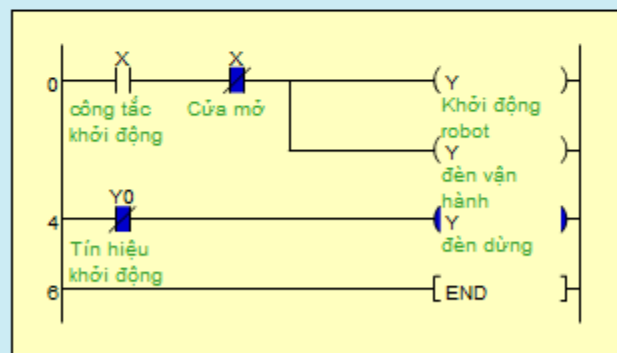 X X
0 Y
công tắc khởi động
Cửa mở
Khởi động robot
Y
đèn vận hành
Y0
4 Y
Tín hiệu khởi động
đèn dừng
6 END